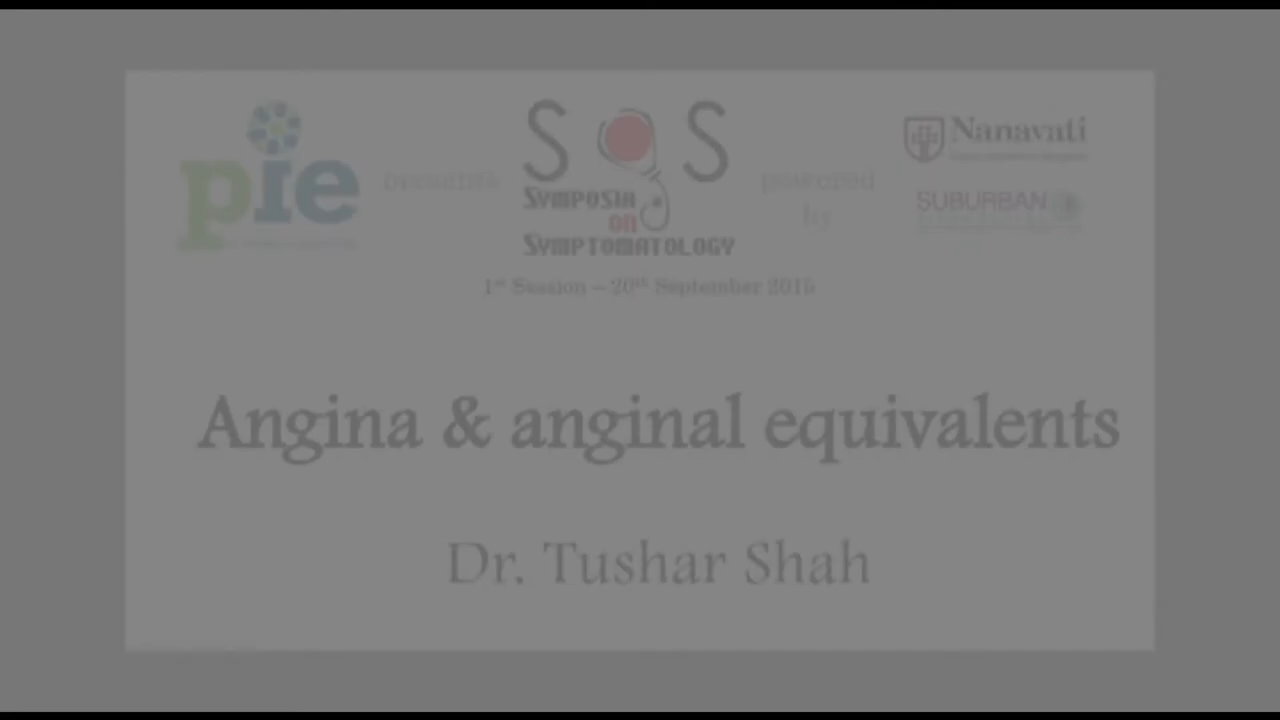 pie
presents
S S
SYMPOSIA
ON
SYMPTOMATOLOGY
powered
by
Nanavati
SUBURBAN
1st Session – 20th September 2015
Angina & anginal equivalents
Dr. Tushar Shah